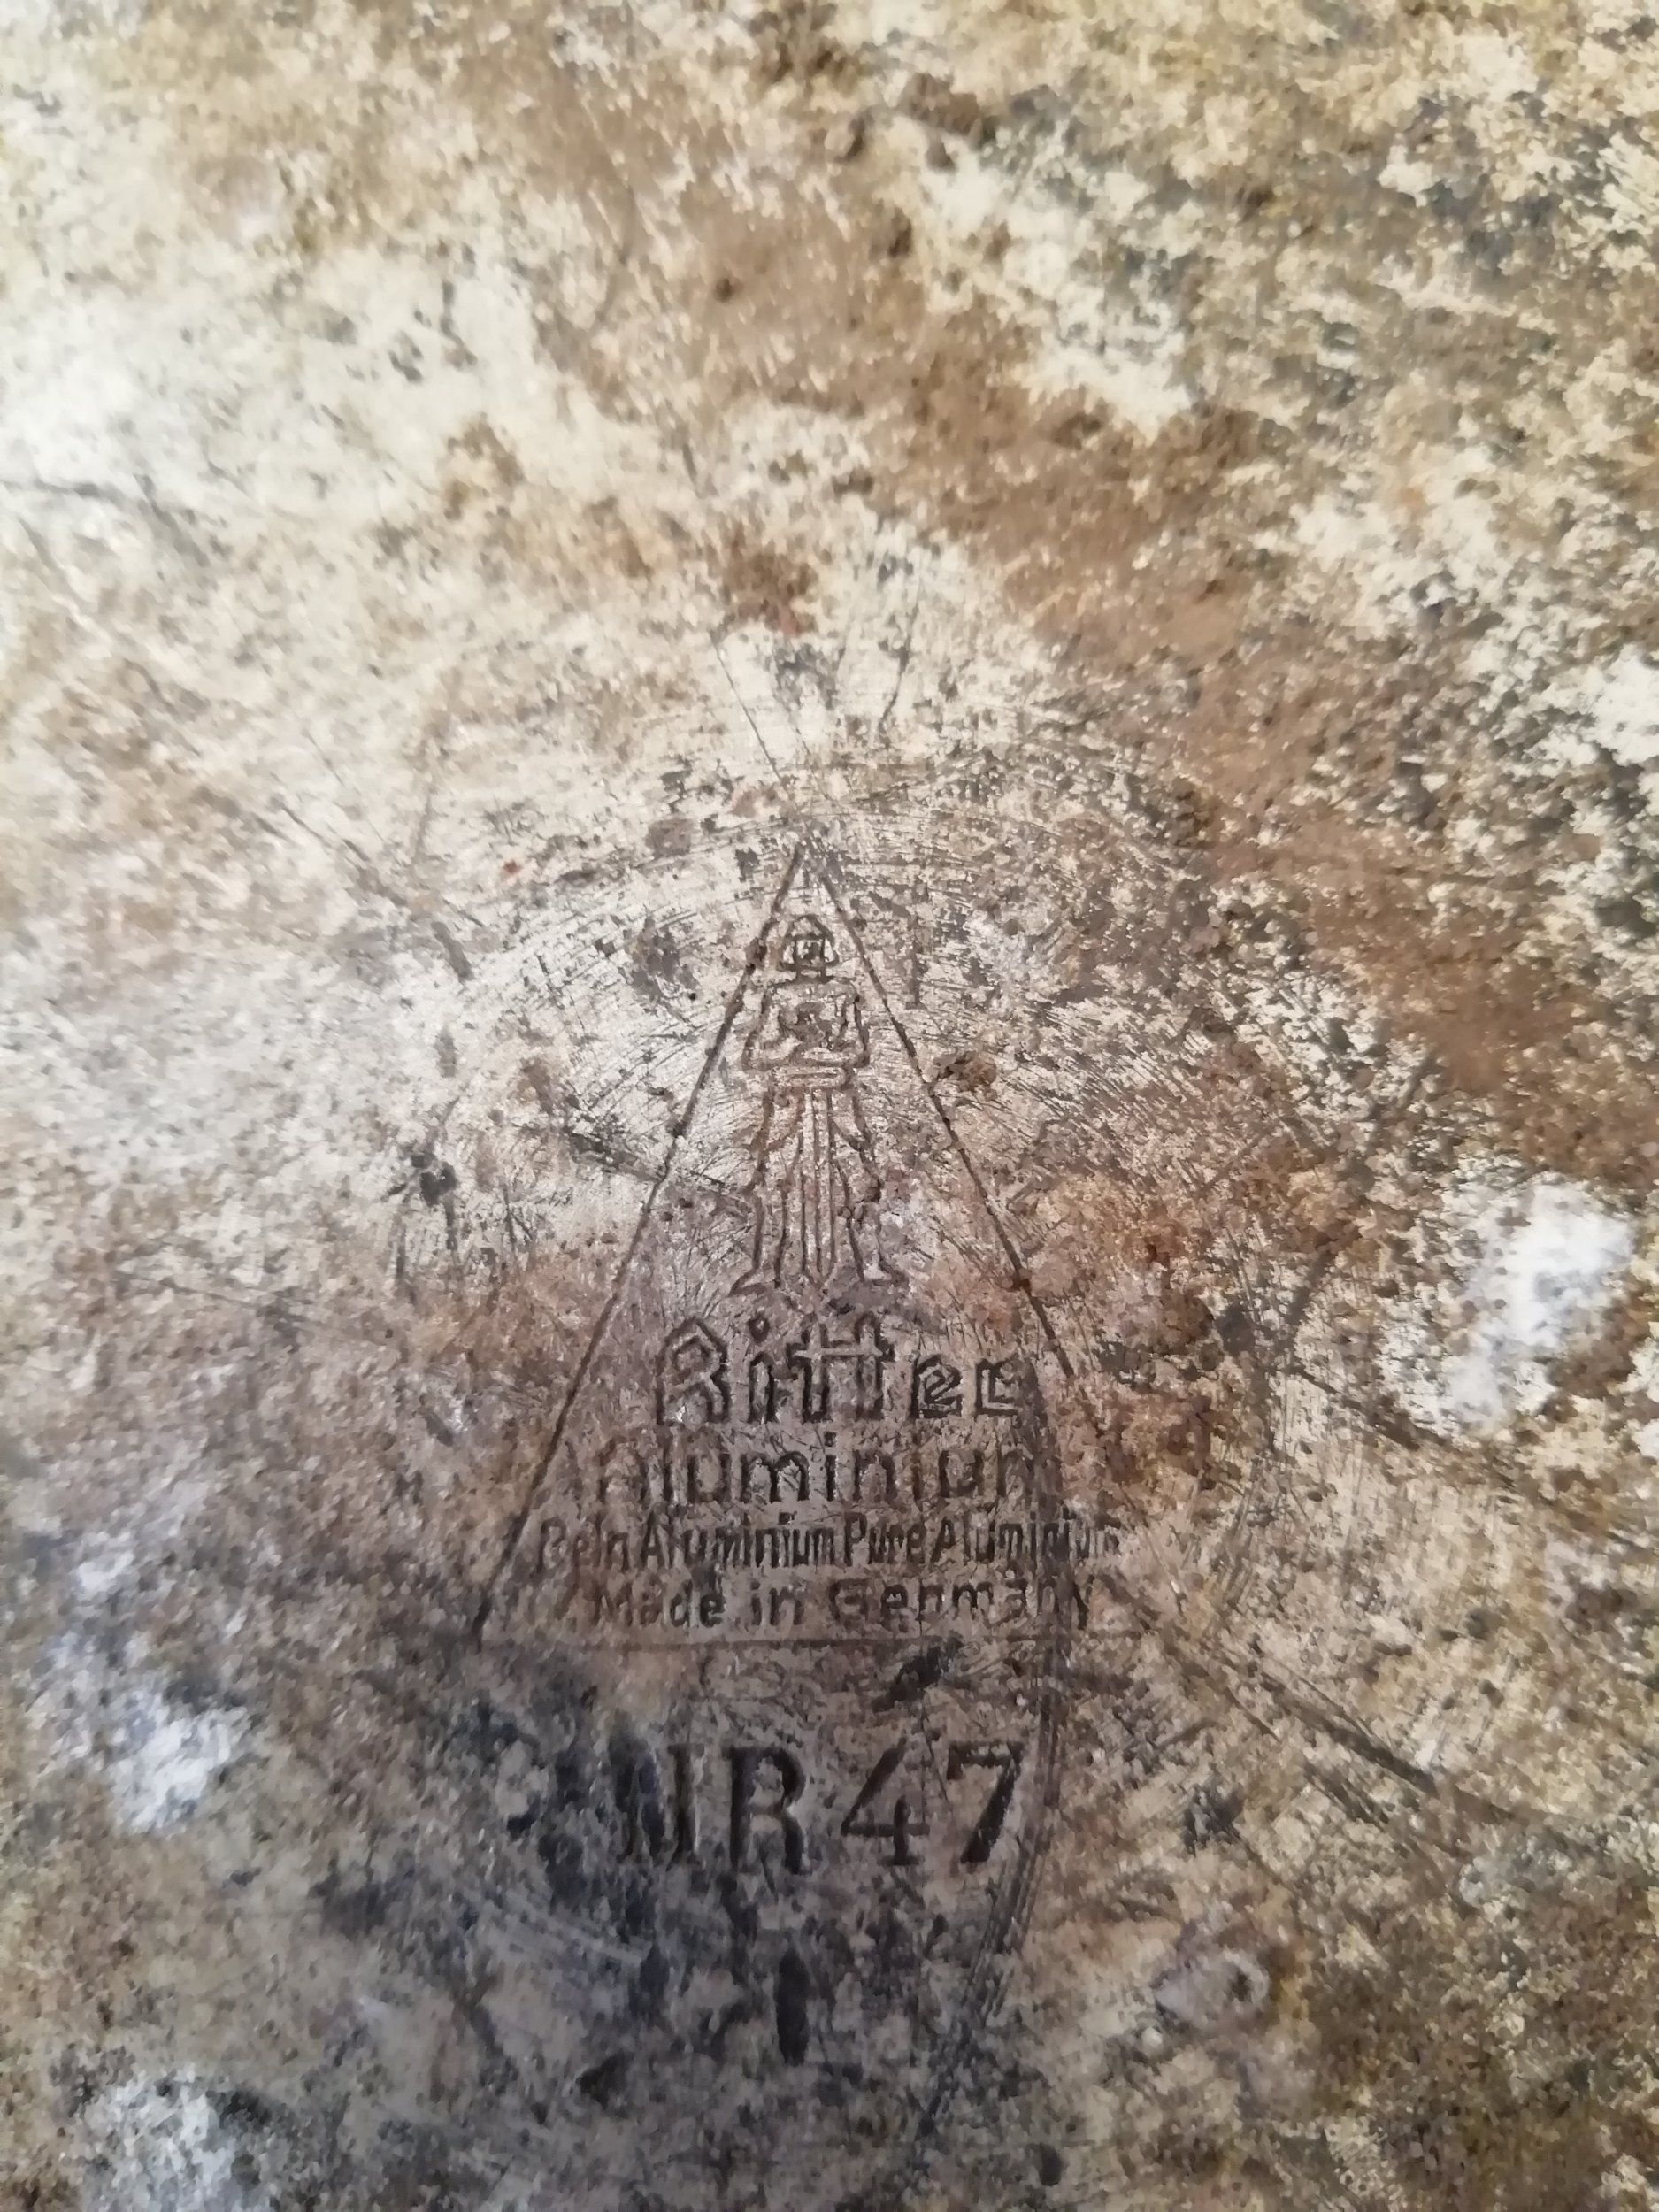 Ritter
Aluminium
Rein Aluminium Pure Aluminium
Made in Germany
NR 47